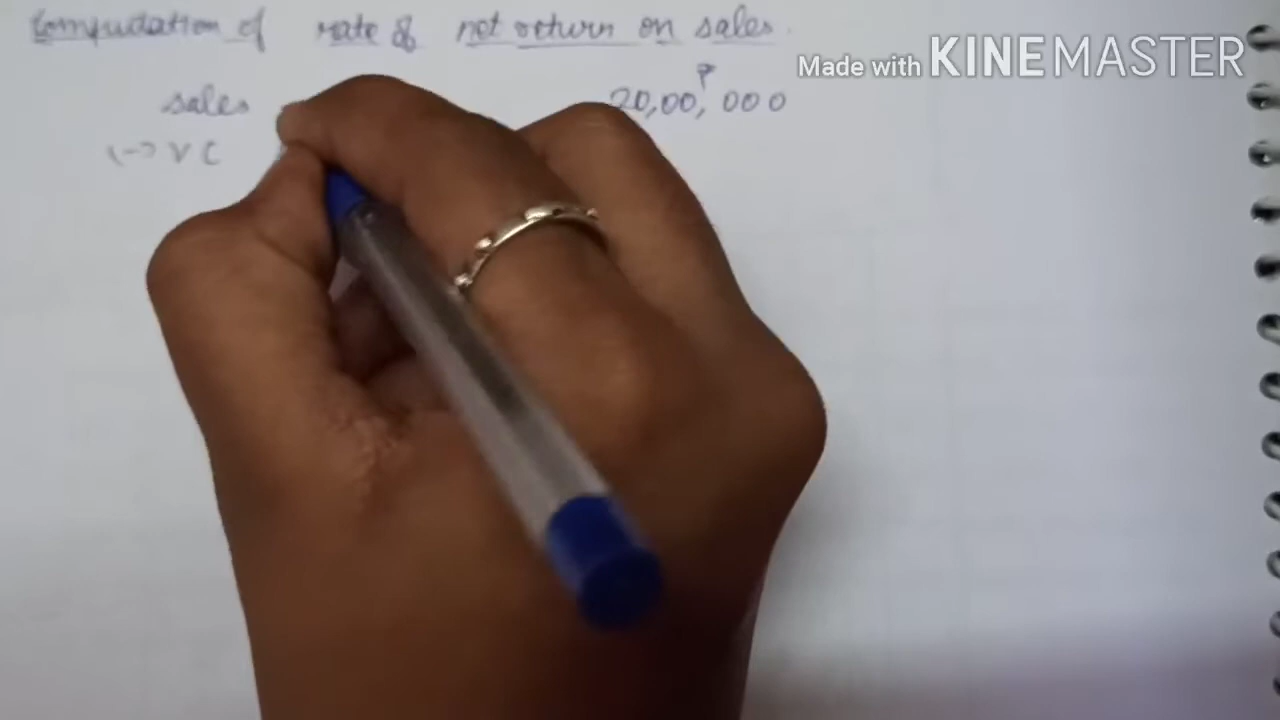 Computation of rate of net return on sales.
Made with KINEMASTER
₹
sales 20,00,000
(-) VC